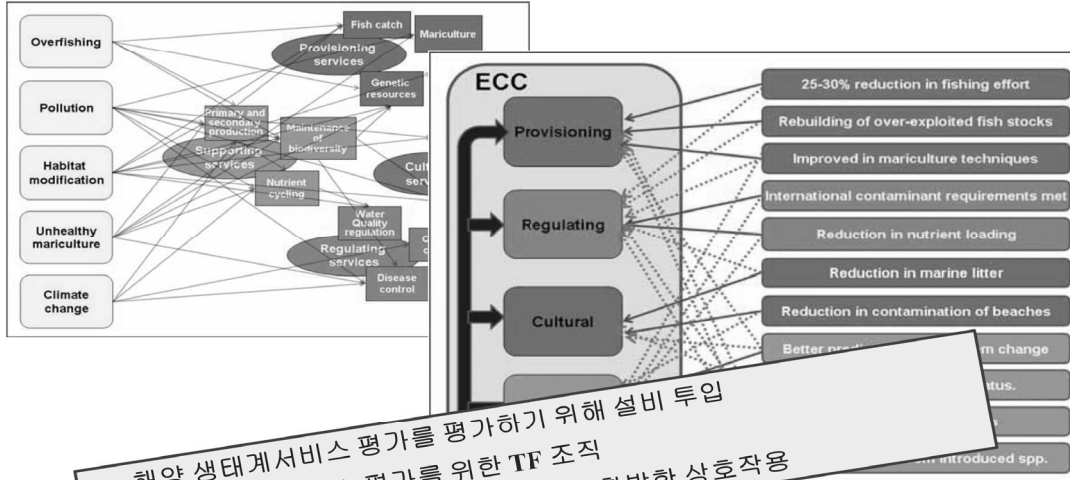 Overfishing
Pollution
Habitat
modification
Unhealthy
mariculture
Climate
change
Fish catch
Mariculture
Provisioning
services
Genetic
resources
Primary and
secondary
production
Maintenance
of
biodiversity
Supporting
services
Nutrient
cycling
Water
Quality
regulation
Regulating
services
Disease
control
ECC
Provisioning
Regulating
Cultural
25-30% reduction in fishing effort
Rebuilding of over-exploited fish stocks
Improved in mariculture techniques
International contaminant requirements met
Reduction in nutrient loading
Reduction in marine litter
Reduction in contamination of beaches
Better change
introduced spp.
해양 생태계서비스 평가를 평가하기 위해 설비 투입
평가를 위한 TF 조직
상호작용